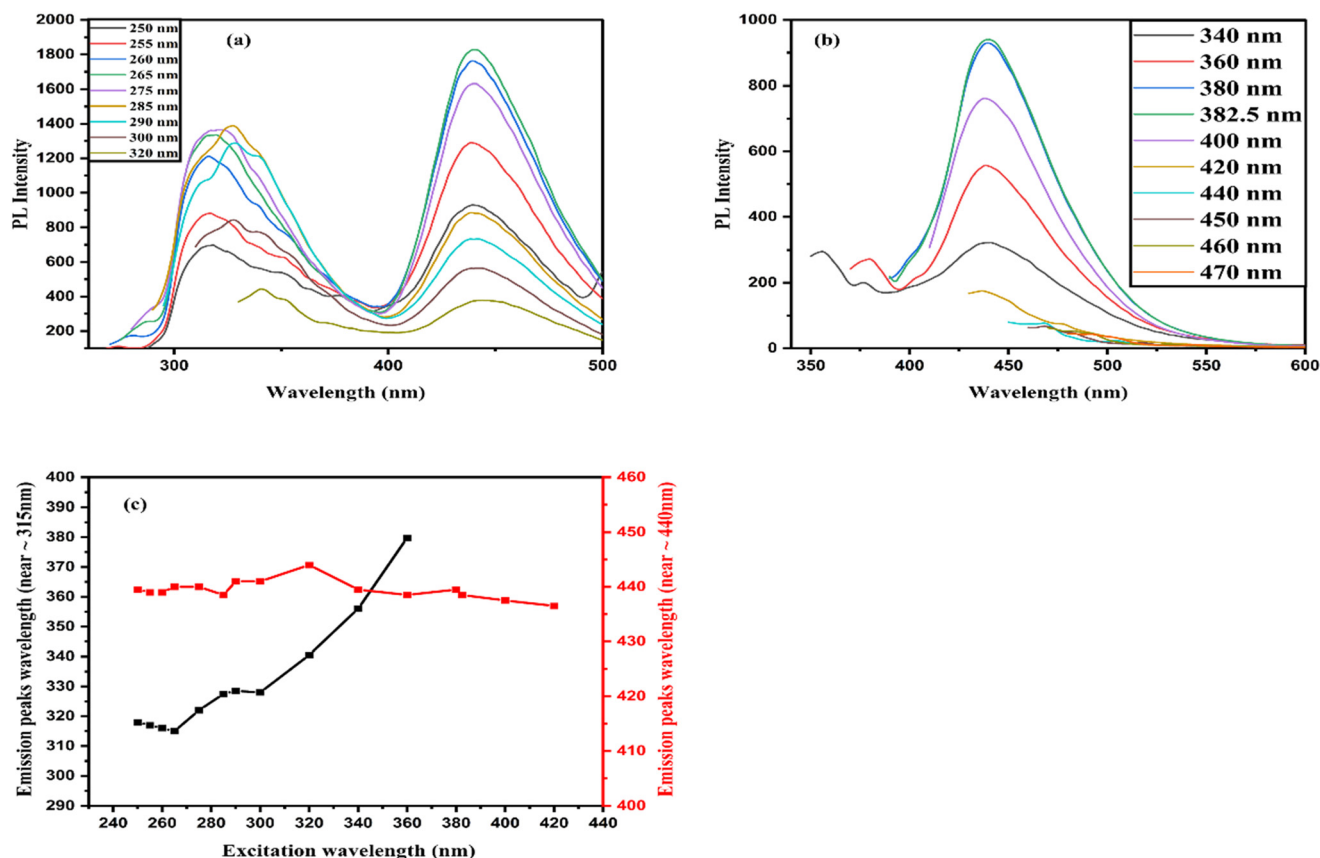 2000
1800
1600
1400
1200
1000
800
600
400
200
PL Intensity
250 nm
255 nm
260 nm
265 nm
275 nm
285 nm
290 nm
300 nm
320 nm
(a)
300 400 500
Wavelength (nm)
1000
800
600
400
200
0
PL Intensity
(b)
340 nm
360 nm
380 nm
382.5 nm
400 nm
420 nm
440 nm
450 nm
460 nm
470 nm
350 400 450 500 550 600
Wavelength (nm)
400
390
380
370
360
350
340
330
320
310
300
290
Emission peaks wavelength (near ~ 315nm)
(c)
460
450
440
430
420
410
400
Emission peaks wavelength (near ~ 440nm)
240 260 280 300 320 340 360 380 400 420 440
Excitation wavelength (nm)